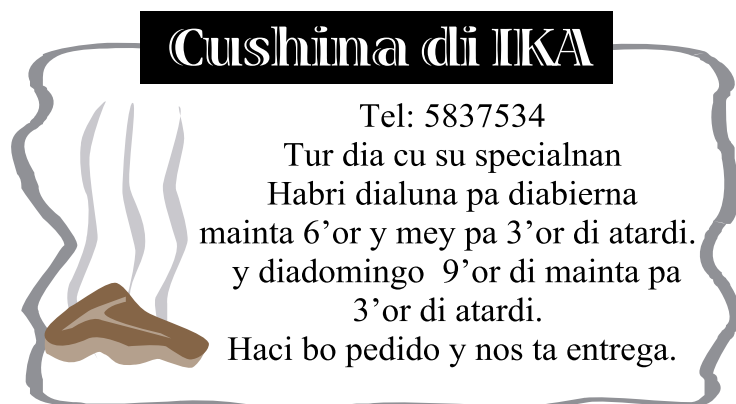 Cushina di IKA
Tel: 5837534
Tur dia cu su specialnan
Habri dialuna pa diabierna
mainta 6’or y mey pa 3’or di atardi.
y diadomingo 9’or di mainta pa
3’or di atardi.
Haci bo pedido y nos ta entrega.